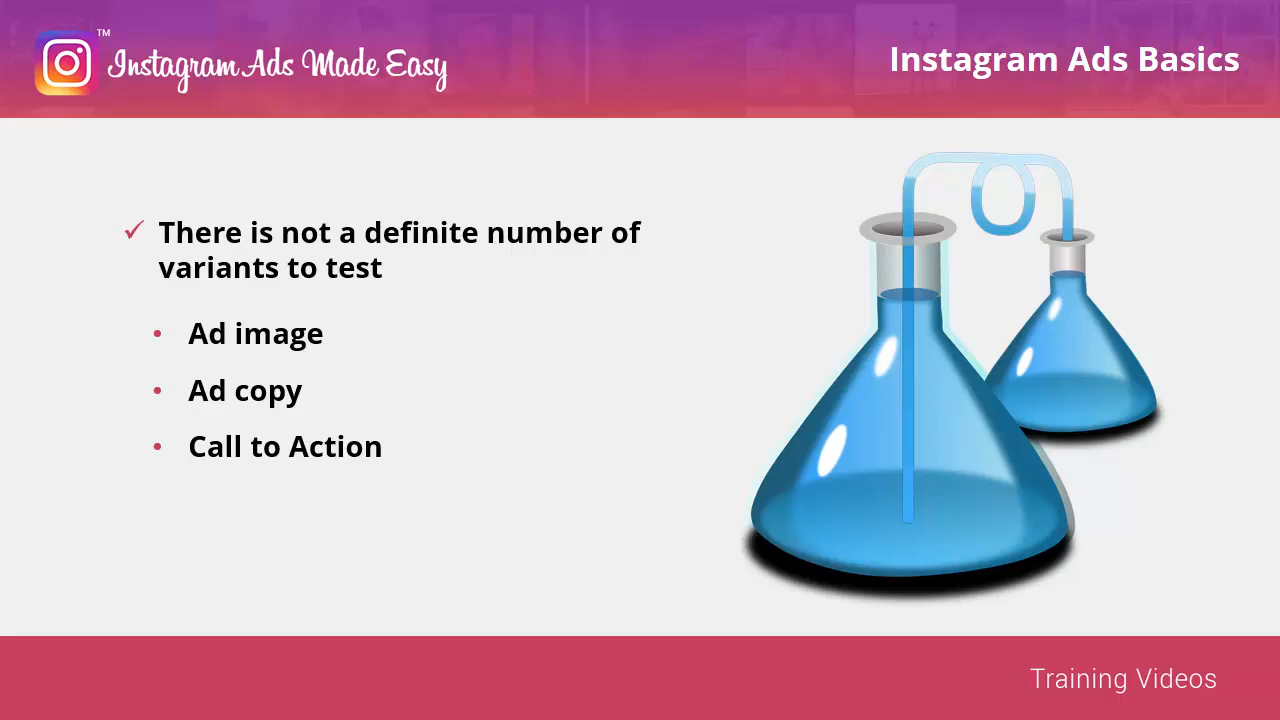 Instagram Ads Made Easy
TM
Instagram Ads Basics
✓ There is not a definite number of
variants to test
• Ad image
• Ad copy
• Call to Action
Training Videos